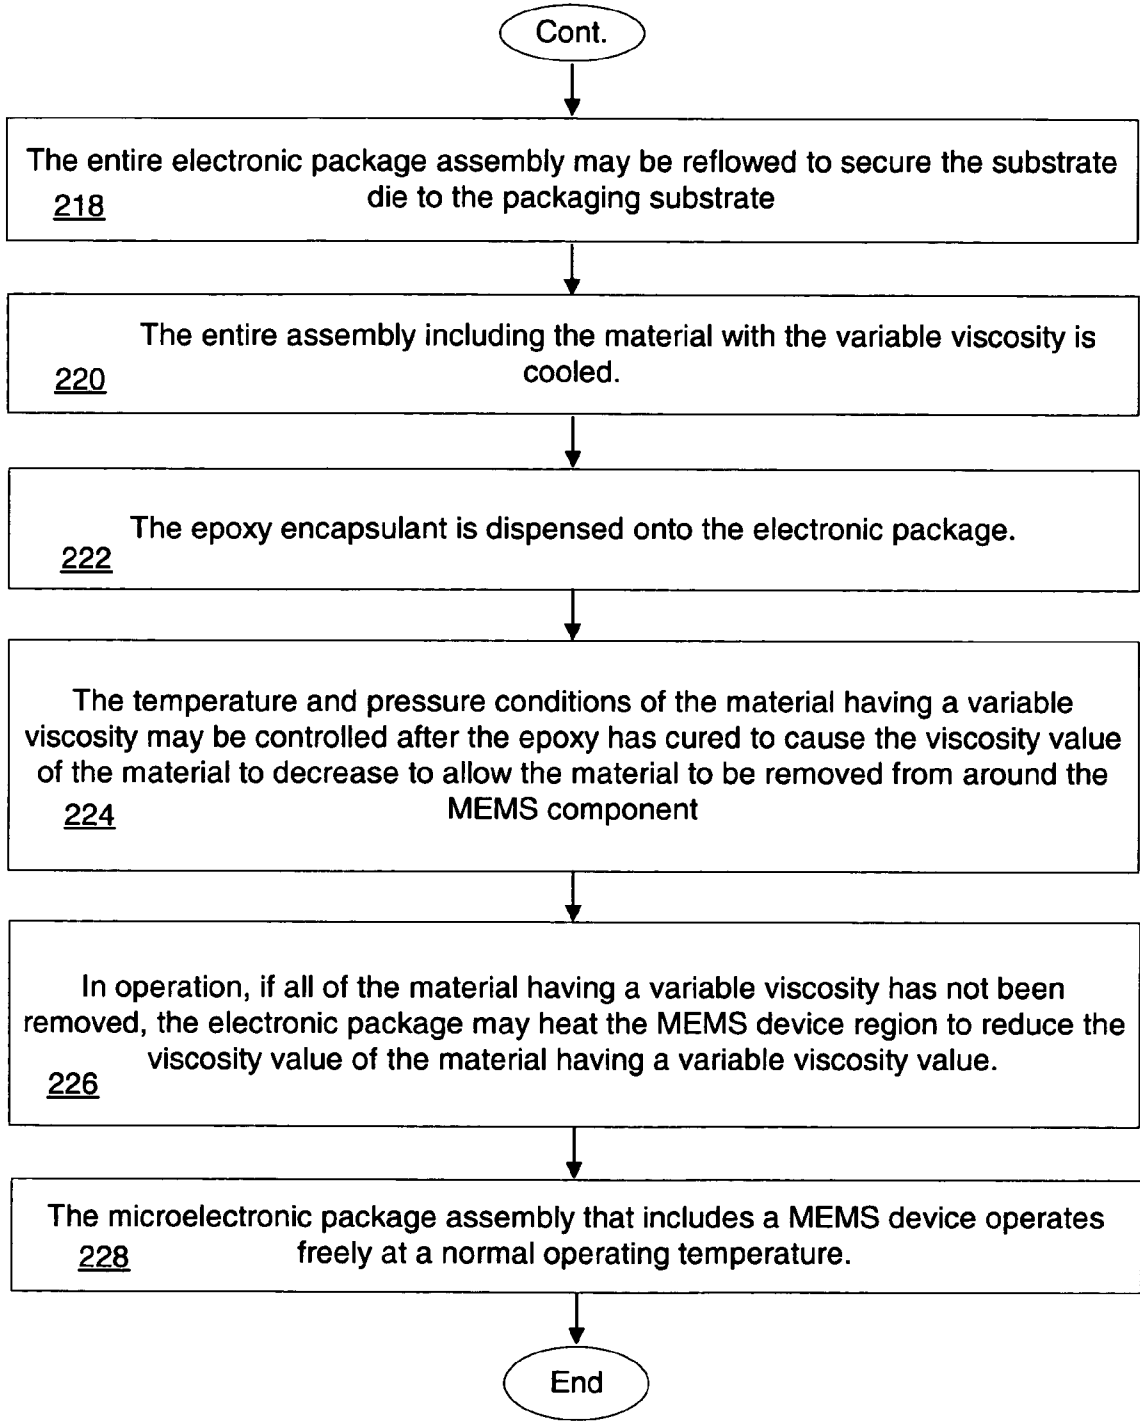 Cont.
The entire electronic package assembly may be reflowed to secure the substrate
die to the packaging substrate
218
The entire assembly including the material with the variable viscosity is
cooled.
220
The epoxy encapsulant is dispensed onto the electronic package.
222
The temperature and pressure conditions of the material having a variable
viscosity may be controlled after the epoxy has cured to cause the viscosity value
of the material to decrease to allow the material to be removed from around the
MEMS component
224
In operation, if all of the material having a variable viscosity has not been
removed, the electronic package may heat the MEMS device region to reduce the
viscosity value of the material having a variable viscosity value.
226
The microelectronic package assembly that includes a MEMS device operates
freely at a normal operating temperature.
228
End